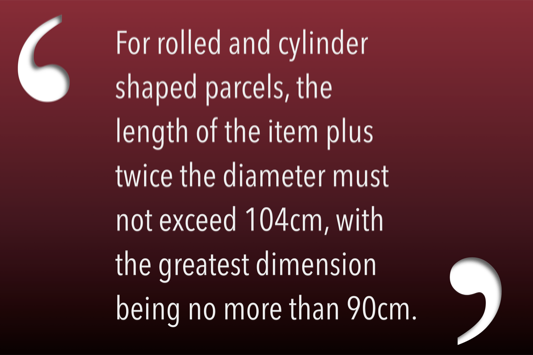 For rolled and cylinder
shaped parcels, the
length of the item plus
twice the diameter must
not exceed 104cm, with
the greatest dimension
being no more than 90cm.